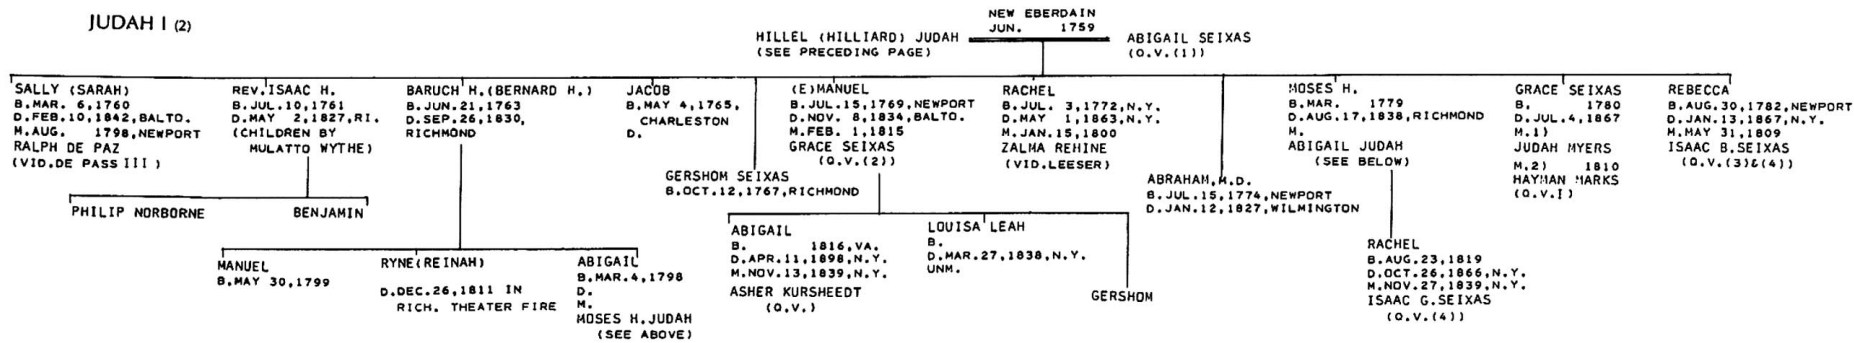 JUDAH I (2)
NEW EBERDAIN
JUN. 1759
HILLEL (HILLIARD) JUDAH
(SEE PRECEDING PAGE)
ABIGAIL SEIXAS
(Q.V.(1))
SALLY (SARAH)
B.MAR. 6,1760
D.FEB.10,1842,BALTO.
M.AUG. 1798,NEWPORT
RALPH DE PAZ
(VID.DE PASS III)
REV.ISAAC H.
B.JUL.10,1761
D.MAY 2,1827,RI.
(CHILDREN BY
MULATTO WYTHE)
PHILIP NORBORNE
BENJAMIN
BARUCH H.(BERNARD H.)
B.JUN.21,1763
D.SEP.26,1830,
RICHMOND
MANUEL
B.MAY 30,1799
RYNE(REINAH)
D.DEC.26,1811 IN
RICH. THEATER FIRE
ABIGAIL
B.MAR.4,1798
D.
M.
MOSES H.JUDAH
(SEE ABOVE)
JACOB
B.MAY 4,1765,
CHARLESTON
D.
GERSHOM SEIXAS
B.OCT.12,1767,RICHMOND
(E)MANUEL
B.JUL.15,1769,NEWPORT
D.NOV. 8,1834,BALTO.
M.FEB. 1,1815
GRACE SEIXAS
(Q.V.(2))
ABIGAIL
B. 1816,VA.
D.APR.11,1898,N.Y.
M.NOV.13,1839,N.Y.
ASHER KURSHEEDT
(Q.V.)
LOUISA LEAH
B.
D.MAR.27,1838,N.Y.
UNM.
GERSHOM
RACHEL
B.JUL. 3,1772,N.Y.
D.MAY 1,1863,N.Y.
M.JAN.15,1800
ZALMA REHINE
(VID.LEESER)
ABRAHAM,M.D.
B.JUL.15,1774,NEWPORT
D.JAN.12,1827,WILMINGTON
MOSES H.
B.MAR. 1779
D.AUG.17,1838,RICHMOND
M.
ABIGAIL JUDAH
(SEE BELOW)
RACHEL
B.AUG.23,1819
D.OCT.26,1866,N.Y.
M.NOV.27,1839,N.Y.
ISAAC G.SEIXAS
(Q.V.(4))
GRACE SEIXAS
B. 1780
D.JUL.4,1867
M.1)
JUDAH MYERS
M.2) 1810
HAYMAN MARKS
(Q.V.I)
REBECCA
B.AUG.30,1782,NEWPORT
D.JAN.13,1867,N.Y.
M.MAY 31,1809
ISAAC B.SEIXAS
(Q.V.(3)&(4))